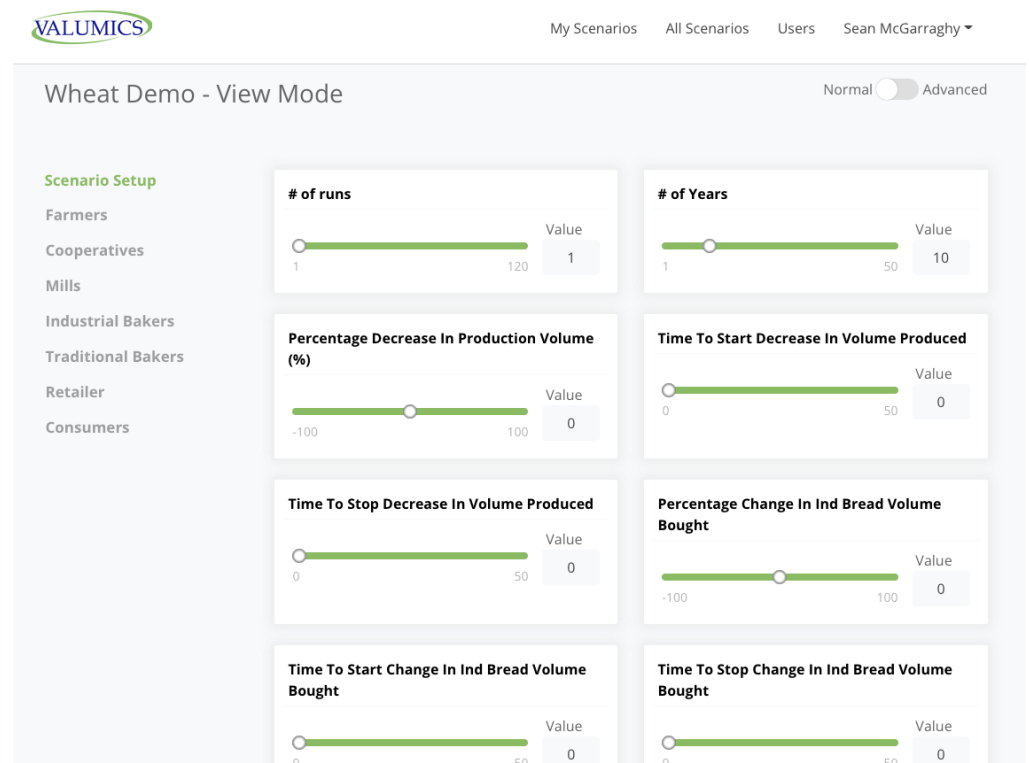 VALUMICS
My Scenarios All Scenarios Users Sean McGarraghy
Wheat Demo - View Mode
Normal Advanced
Scenario Setup
Farmers
Cooperatives
Mills
Industrial Bakers
Traditional Bakers
Retailer
Consumers
# of runs
Value
1
1 120
# of Years
Value
10
1 50
Percentage Decrease In Production Volume
(%)
Value
0
-100 100
Time To Start Decrease In Volume Produced
Value
0
0 50
Time To Stop Decrease In Volume Produced
Value
0
0 50
Percentage Change In Ind Bread Volume
Bought
Value
0
-100 100
Time To Start Change In Ind Bread Volume
Bought
Value
0
0 50
Time To Stop Change In Ind Bread Volume
Bought
Value
0
0 50